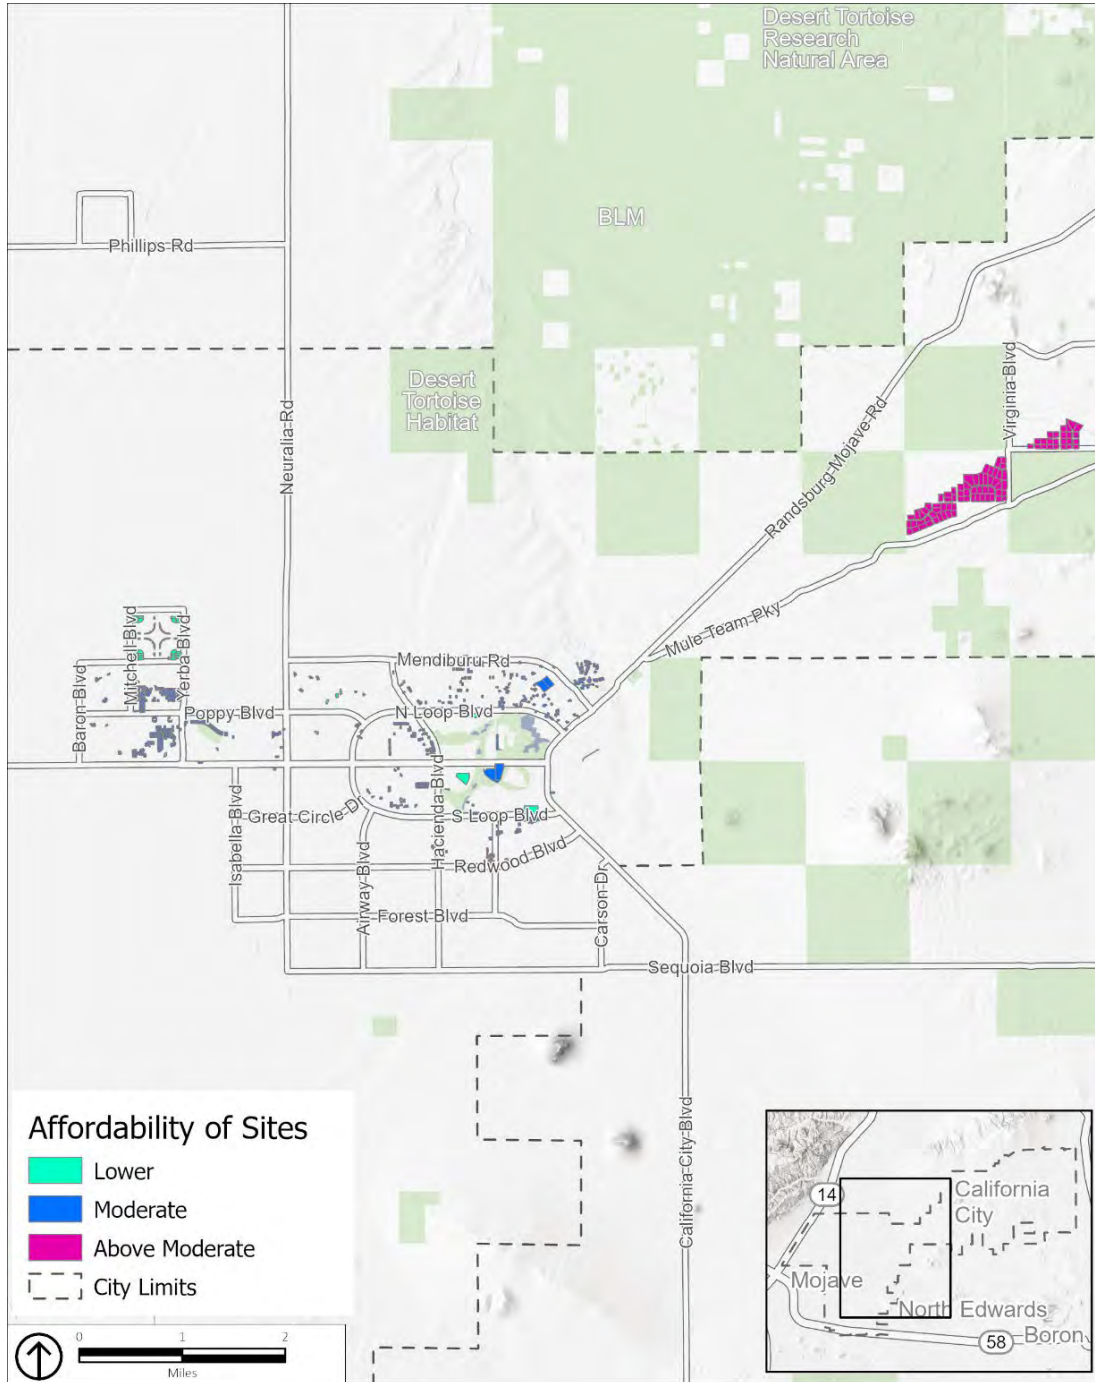 Desert Tortoise
Research
Natural Area
BLM
Phillips Rd
Desert
Tortoise
Habitat
Neuralia Rd
Virginia Blvd
Randsburg-Mojave Rd
Mule Team Pky
Mitchell Blvd
Yerba Blvd
Baron Blvd
Mendiburu Rd
Poppy Blvd
N Loop Blvd
Great Circle Dr
Isabella Blvd
Hacienda Blvd
S Loop Blvd
Redwood Blvd
Airway Blvd
Forest Blvd
Carson Dr
Sequoia Blvd
California City Blvd
Affordability of Sites
Lower
Moderate
Above Moderate
City Limits
0 1 2
Miles
14
California
City
Mojave
North Edwards
Boron
58